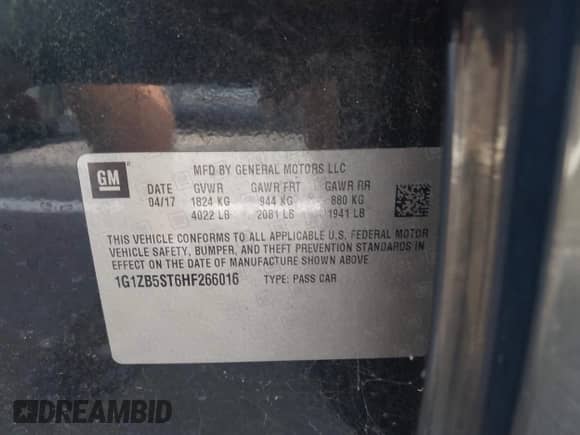 GM
MFD BY GENERAL MOTORS LLC
DATE GVWR GAWR FRT GAWR RR
04/17 1824 KG 944 KG 880 KG
4022 LB 2081 LB 1941 LB
THIS VEHICLE CONFORMS TO ALL APPLICABLE U.S. FEDERAL MOTOR
VEHICLE SAFETY, BUMPER, AND THEFT PREVENTION STANDARDS IN
EFFECT ON THE DATE OF MANUFACTURE SHOWN ABOVE
1G1ZB5ST6HF266016 TYPE: PASS CAR
DREAMBID